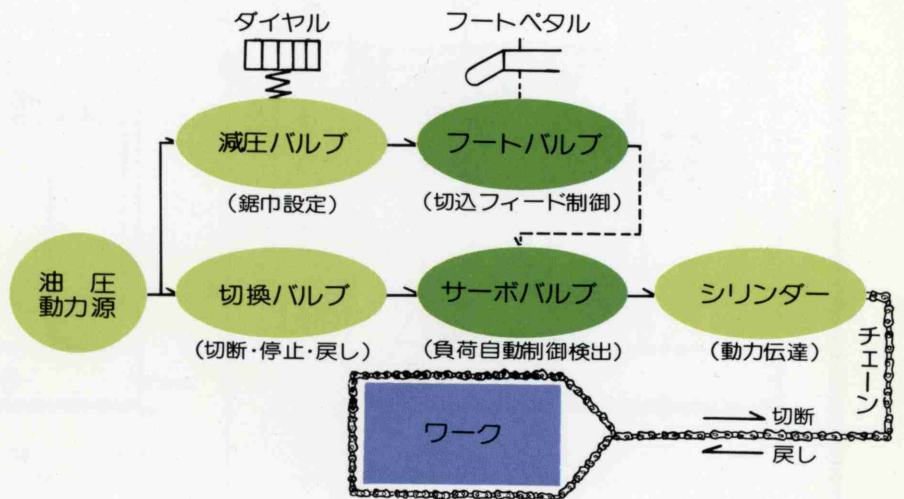 ダイヤル
フートペタル
減圧バルブ
フートバルブ
(鋸巾設定)
(切込フィード制御)
油圧
動力源
切換バルブ
サーボバルブ
シリンダー
(切断・停止・戻し)
(負荷自動制御検出)
(動力伝達)
チェーン
ワーク
切断
戻し